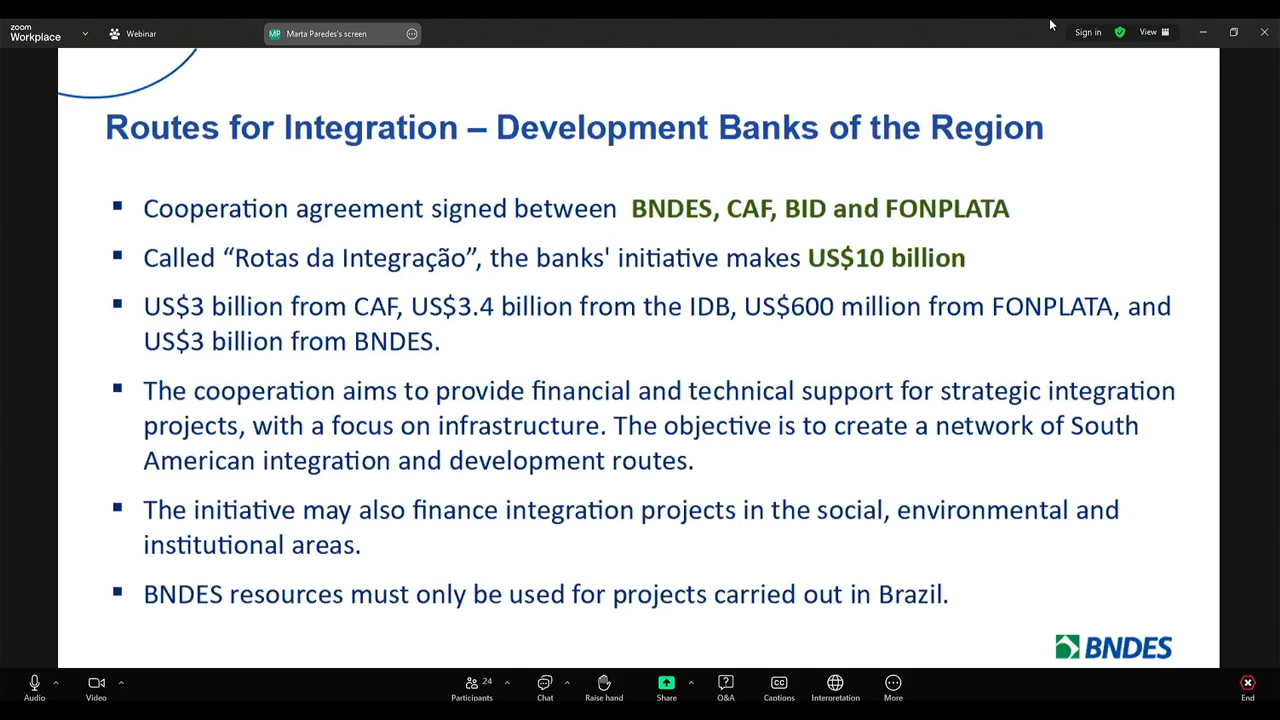 zoom
Workplace
Webinar
MP Marta Paredes's screen
Sign in
View
Routes for Integration – Development Banks of the Region
Cooperation agreement signed between BNDES, CAF, BID and FONPLATA
Called “Rotas da Integração”, the banks' initiative makes US$10 billion
US$3 billion from CAF, US$3.4 billion from the IDB, US$600 million from FONPLATA, and
US$3 billion from BNDES.
The cooperation aims to provide financial and technical support for strategic integration
projects, with a focus on infrastructure. The objective is to create a network of South
American integration and development routes.
The initiative may also finance integration projects in the social, environmental and
institutional areas.
BNDES resources must only be used for projects carried out in Brazil.
BNDES
Audio
Video
Participants 24
Chat
Raise hand
Share
Q&A
CC
Captions
Interpretation
More
End